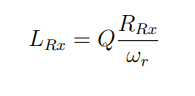 L_{Rx} = Q \frac{R_{Rx}}{\omega_r}